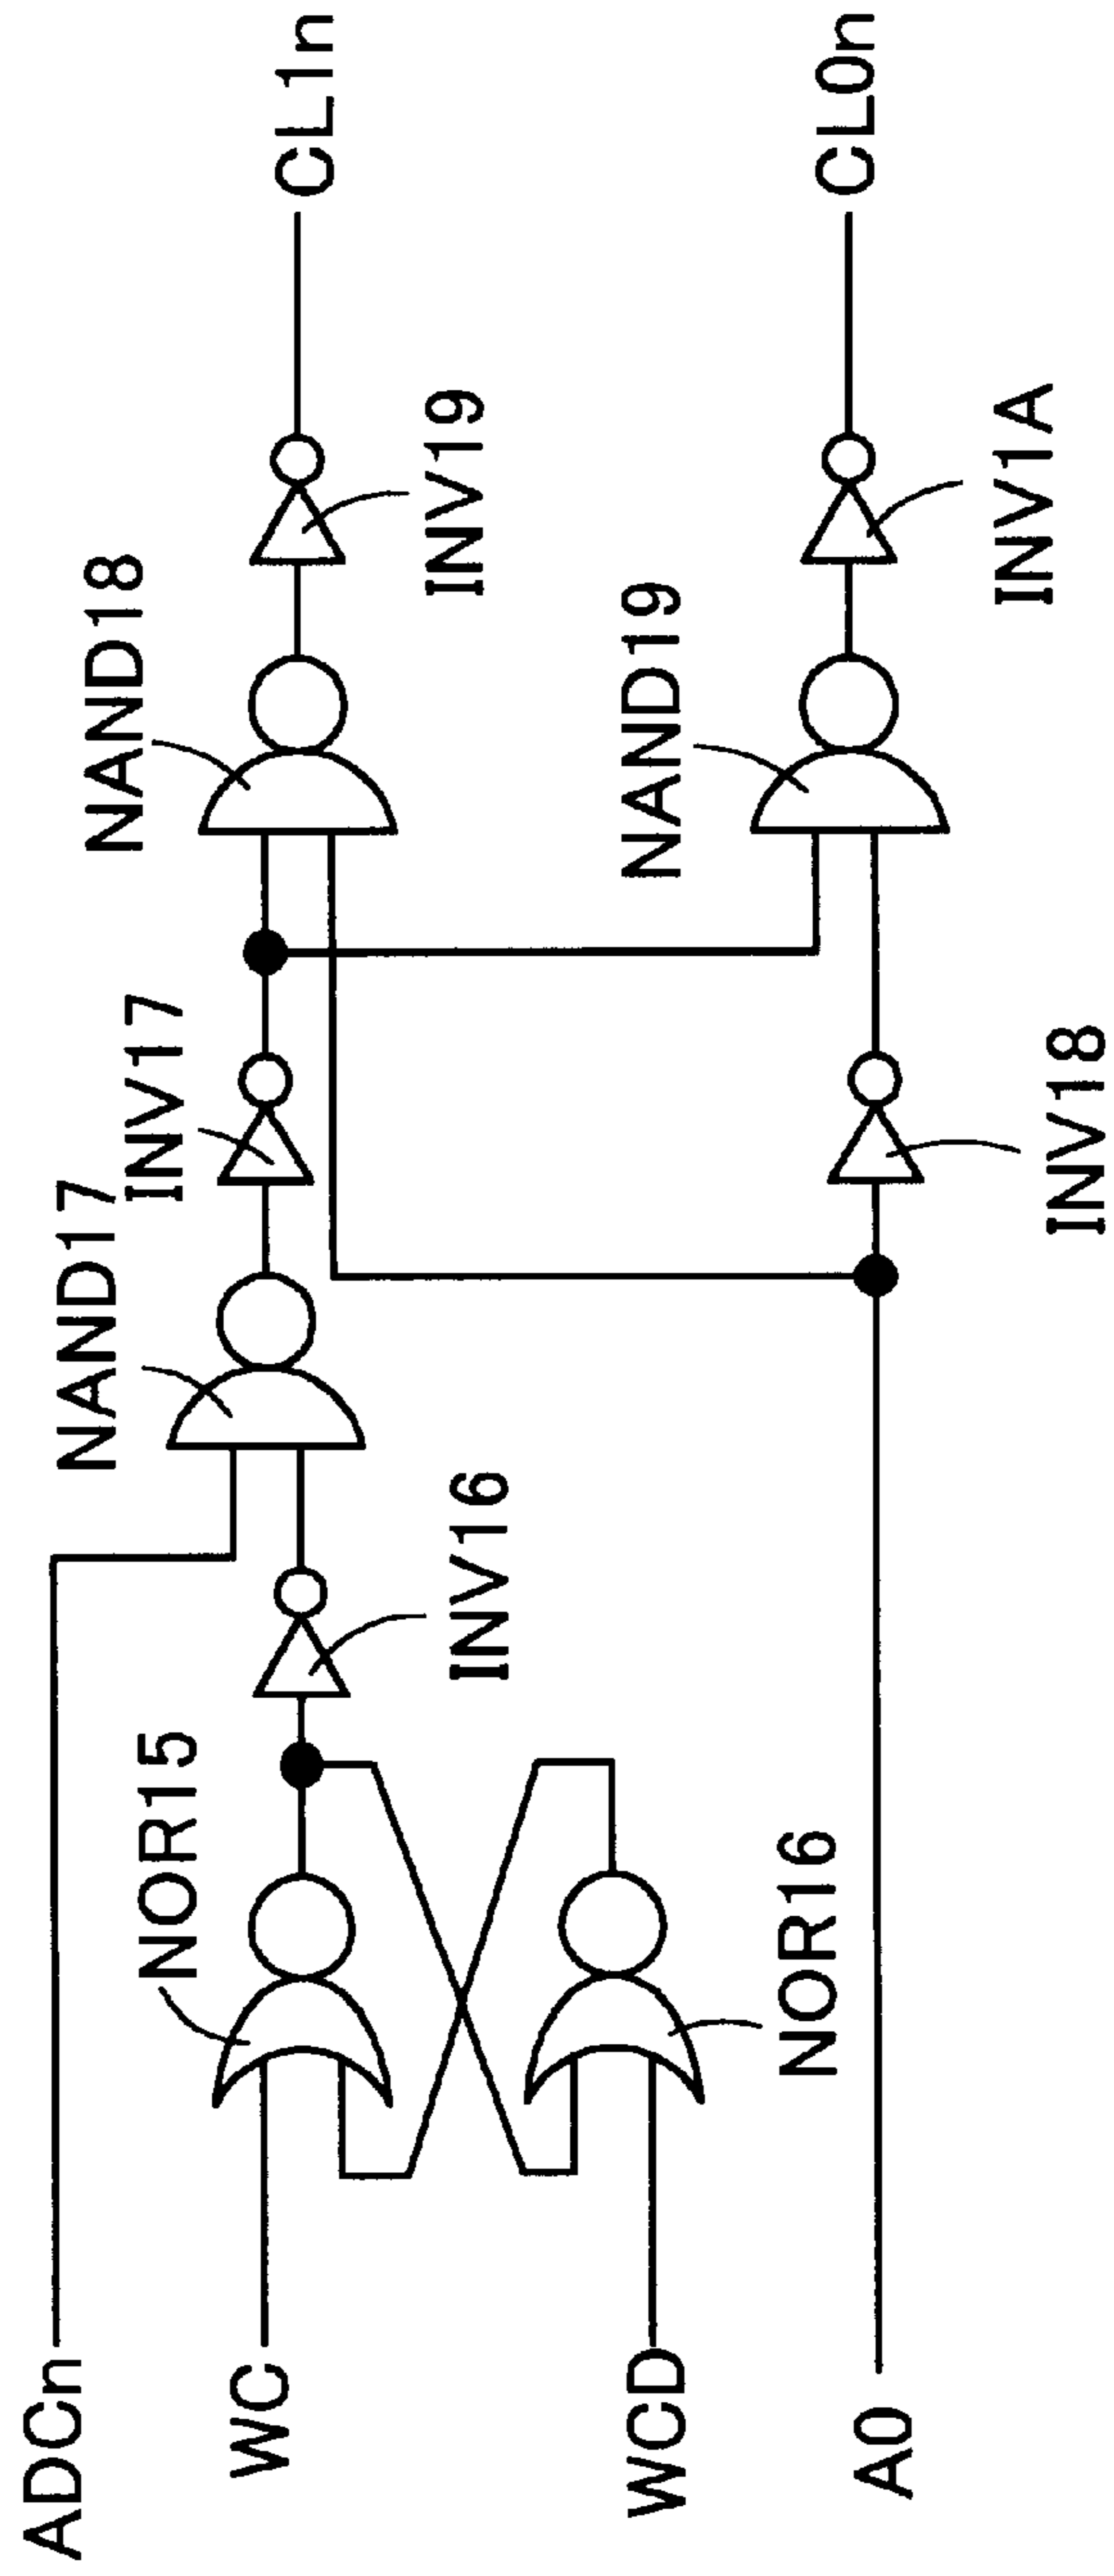 ADCn
WC
WCD
A0
NOR15
NOR16
INV16
NAND17
INV17
INV18
NAND18
NAND19
INV19
INV1A
CL1n
CL0n